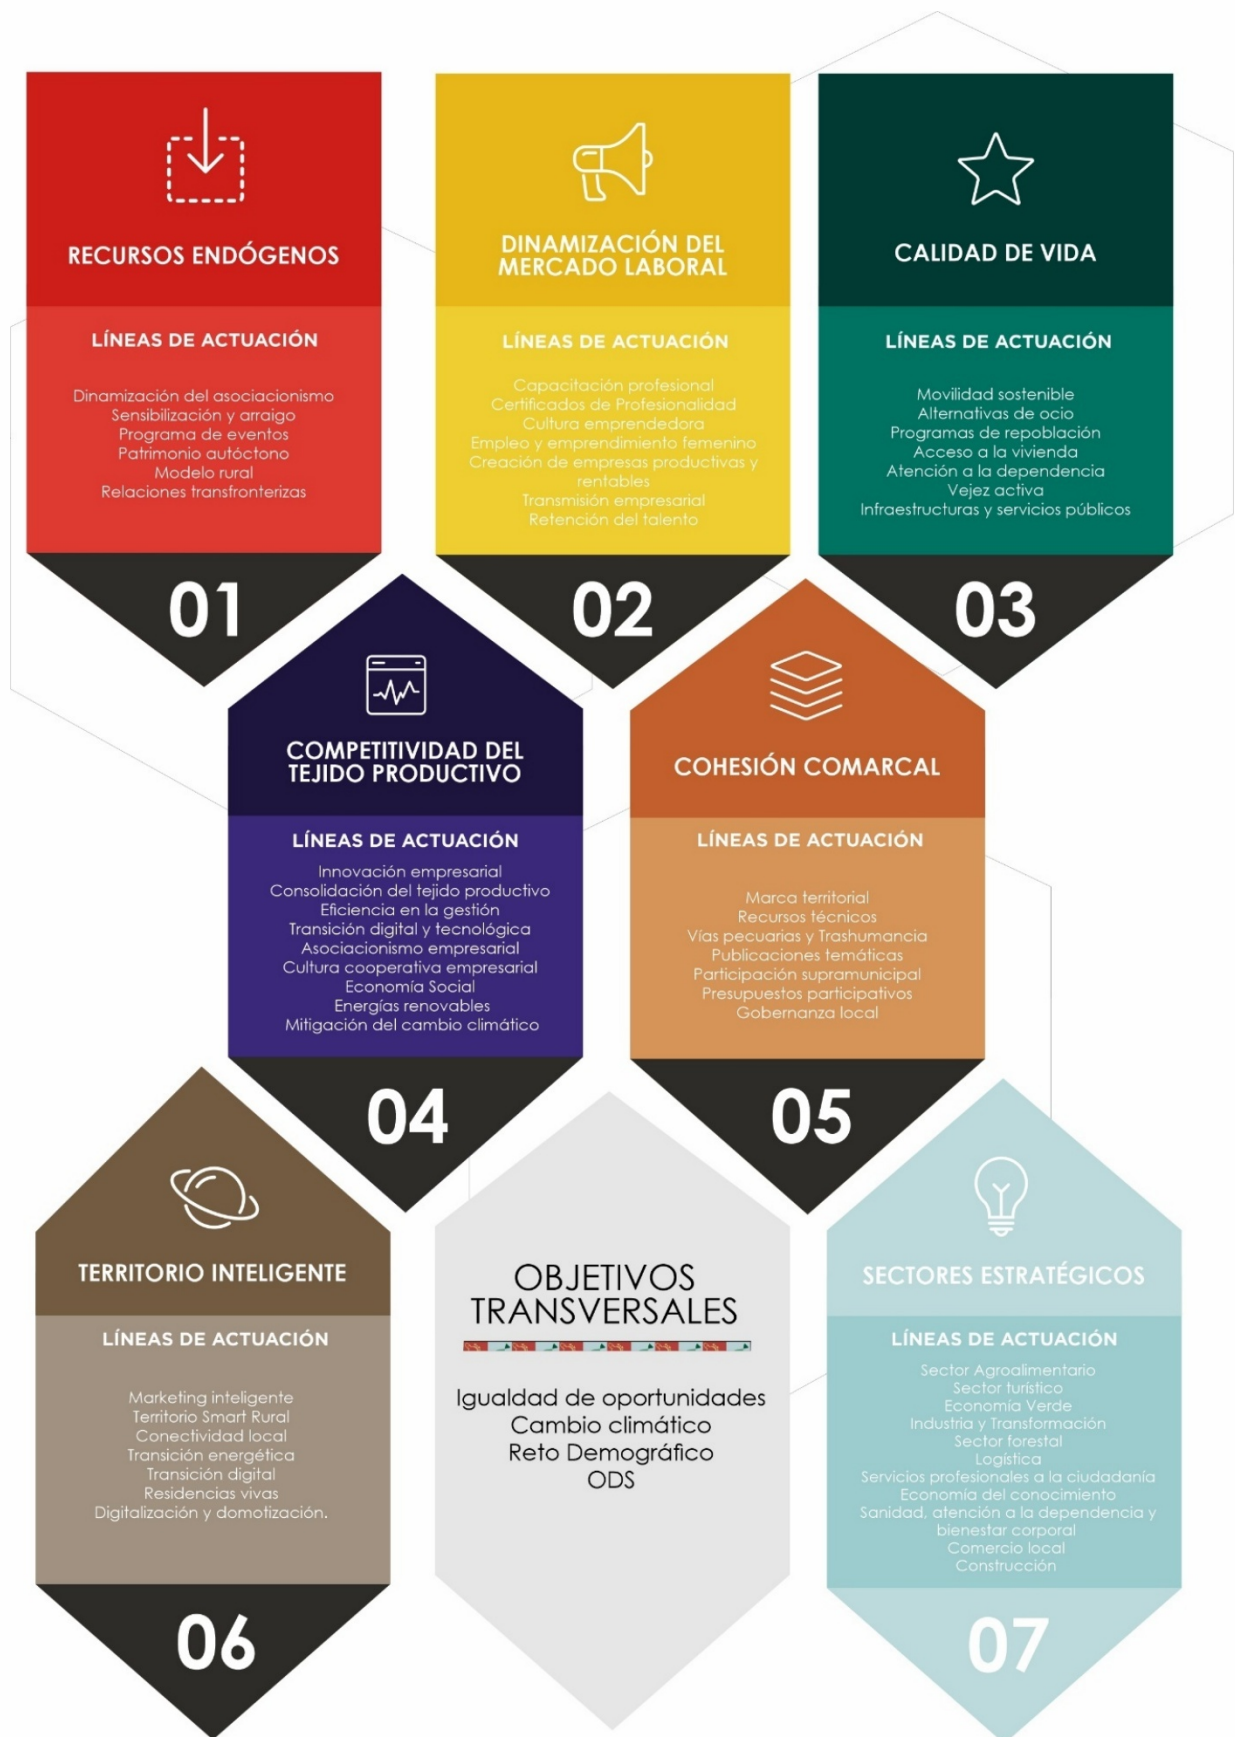 RECURSOS ENDÓGENOS
LÍNEAS DE ACTUACIÓN
Dinamización del asociacionismo
Sensibilización y arraigo
Programa de eventos
Patrimonio autóctono
Modelo rural
Relaciones transfronterizas
01
DINAMIZACIÓN DEL
MERCADO LABORAL
LÍNEAS DE ACTUACIÓN
Capacitación profesional
Certificados de Profesionalidad
Cultura emprendedora
Empleo y emprendimiento femenino
Creación de empresas productivas y
rentables
Transmisión empresarial
Retención del talento
02
CALIDAD DE VIDA
LÍNEAS DE ACTUACIÓN
Movilidad sostenible
Alternativas de ocio
Programas de repoblación
Acceso a la vivienda
Atención a la dependencia
Vejez activa
Infraestructuras y servicios públicos
03
COMPETITIVIDAD DEL
TEJIDO PRODUCTIVO
LÍNEAS DE ACTUACIÓN
Innovación empresarial
Consolidación del tejido productivo
Eficiencia en la gestión
Transición digital y tecnológica
Asociacionismo empresarial
Cultura cooperativa empresarial
Economía Social
Energías renovables
Mitigación del cambio climático
04
COHESIÓN COMARCAL
LÍNEAS DE ACTUACIÓN
Marca territorial
Recursos técnicos
Vías pecuarias y Trashumancia
Publicaciones temáticas
Participación supramunicipal
Presupuestos participativos
Gobernanza local
05
TERRITORIO INTELIGENTE
LÍNEAS DE ACTUACIÓN
Marketing inteligente
Territorio Smart Rural
Conectividad local
Transición energética
Transición digital
Residencias vivas
Digitalización y domotización.
06
OBJETIVOS
TRANSVERSALES
Igualdad de oportunidades
Cambio climático
Reto Demográfico
ODS
SECTORES ESTRATÉGICOS
LÍNEAS DE ACTUACIÓN
Sector Agroalimentario
Sector turístico
Economía Verde
Industria y Transformación
Sector forestal
Logística
Servicios profesionales a la ciudadanía
Economía del conocimiento
Sanidad, atención a la dependencia y
bienestar corporal
Comercio local
Construcción
07